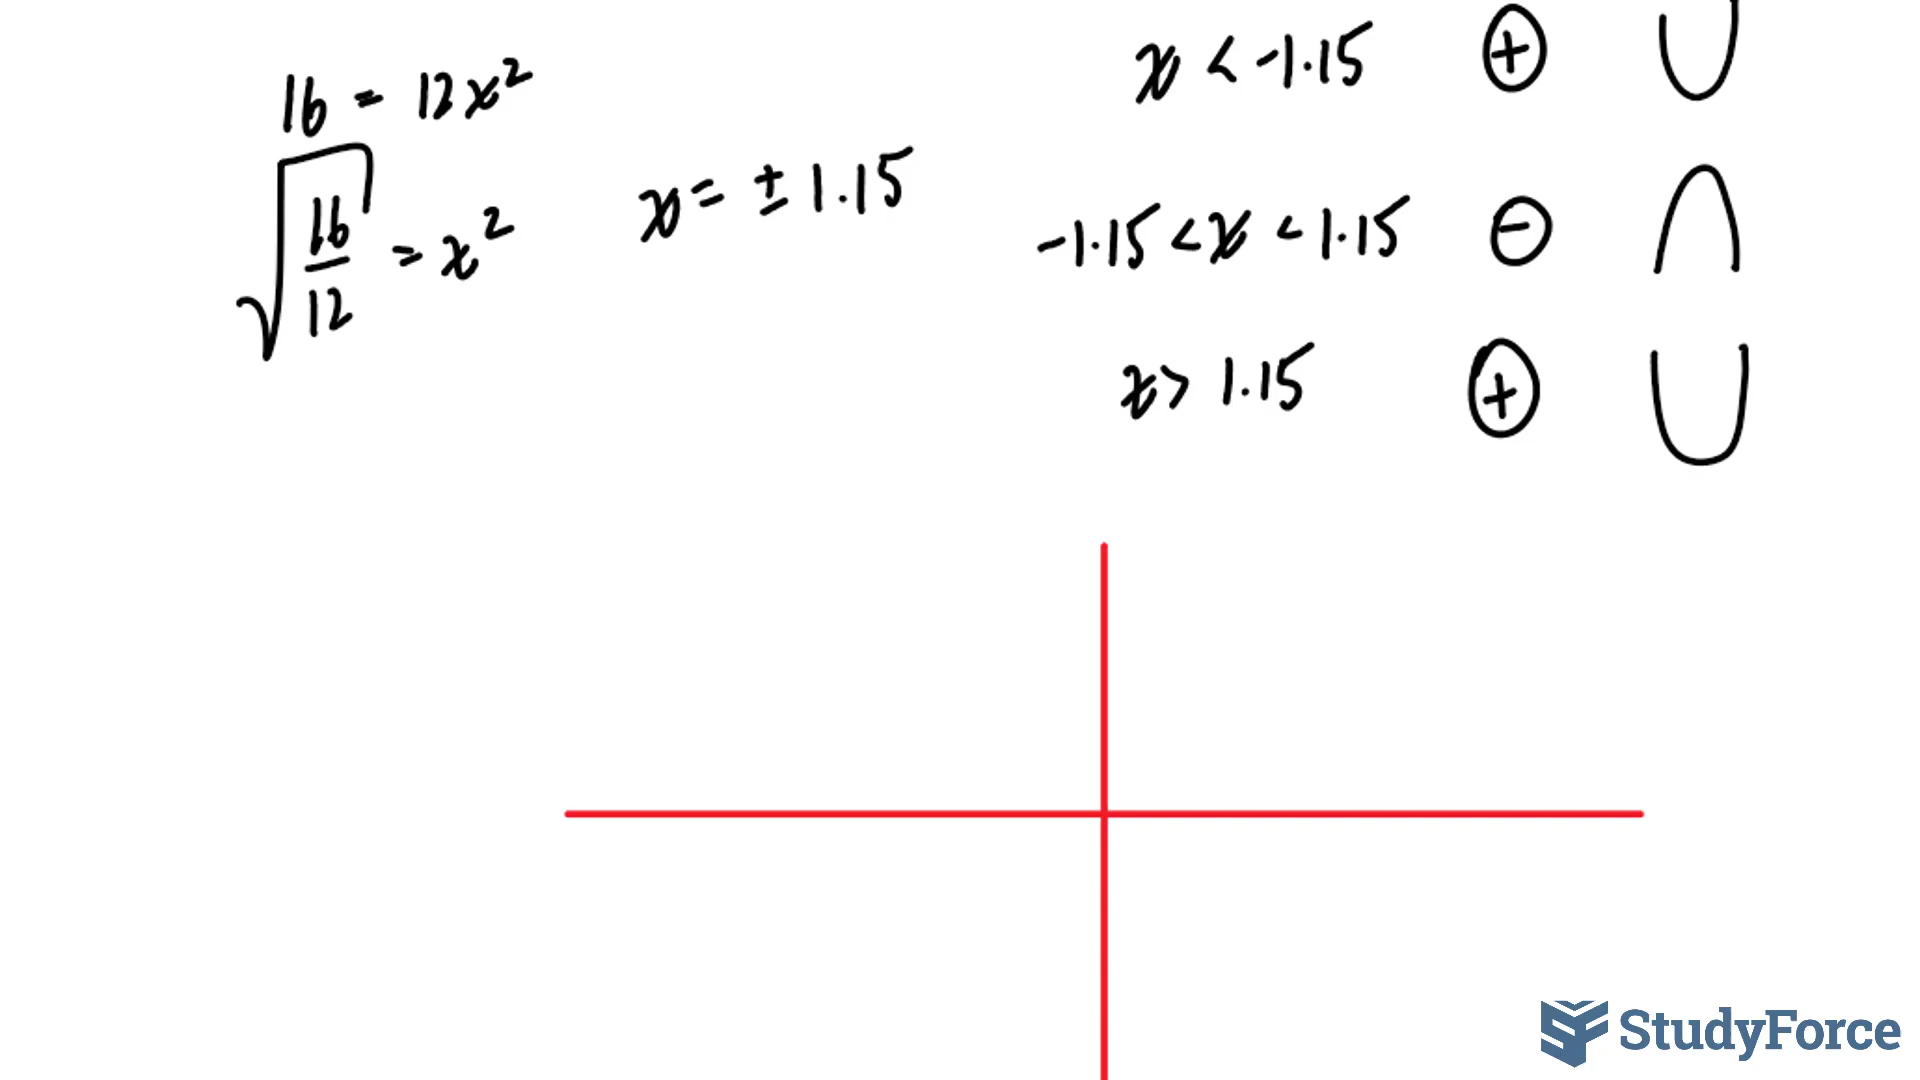 16 = 12x²
√(16/12) = x²
x = ± 1.15
x < -1.15 ⊕
-1.15 < x < 1.15 ⊖
x > 1.15 ⊕
StudyForce